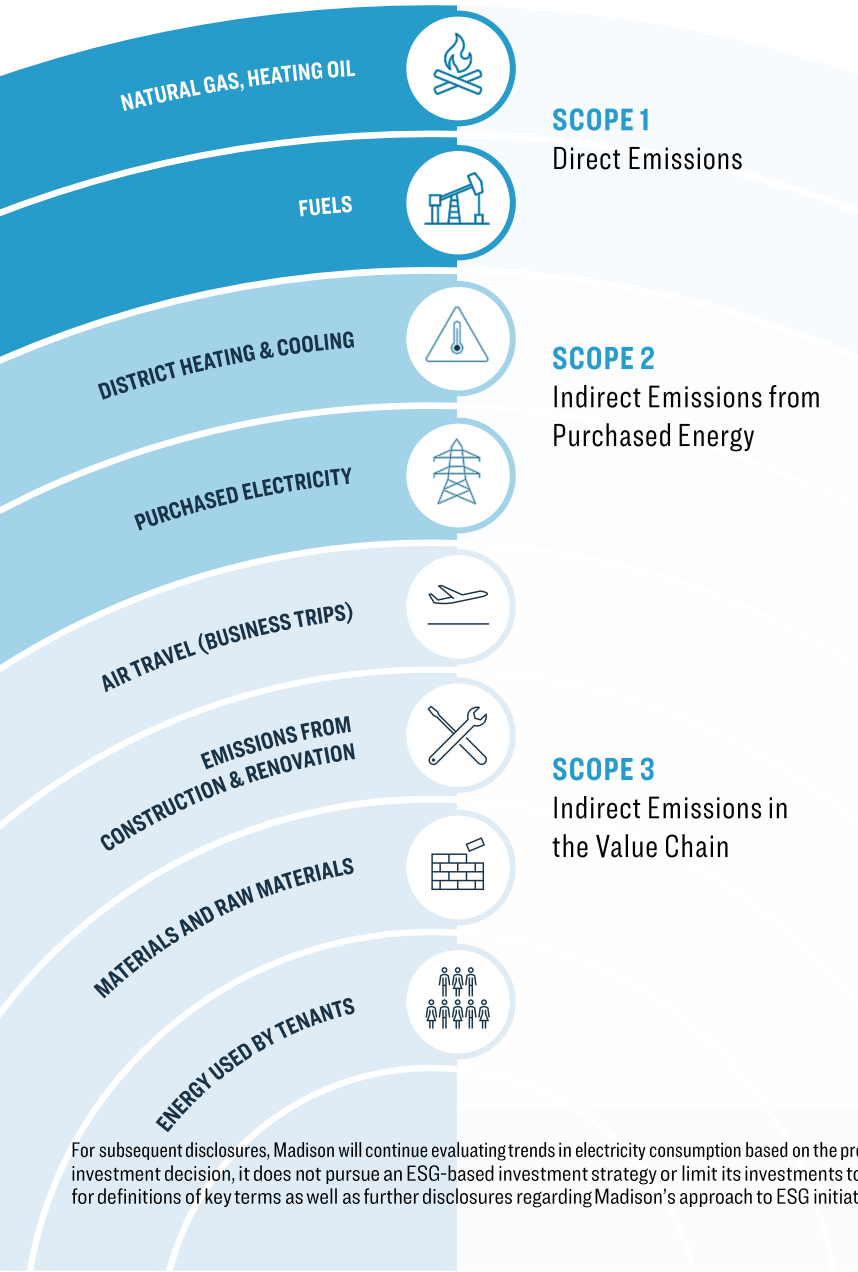 NATURAL GAS, HEATING OIL
SCOPE 1
Direct Emissions
FUELS
DISTRICT HEATING & COOLING
SCOPE 2
Indirect Emissions from
Purchased Energy
PURCHASED ELECTRICITY
AIR TRAVEL (BUSINESS TRIPS)
EMISSIONS FROM
CONSTRUCTION & RENOVATION
SCOPE 3
Indirect Emissions in
the Value Chain
MATERIALS AND RAW MATERIALS
ENERGY USED BY TENANTS
For subsequent disclosures, Madison will continue evaluating trends in electricity consumption based on the
investment decision, it does not pursue an ESG-based investment strategy or limit its investments to
for definitions of key terms as well as further disclosures regarding Madison's approach to ESG